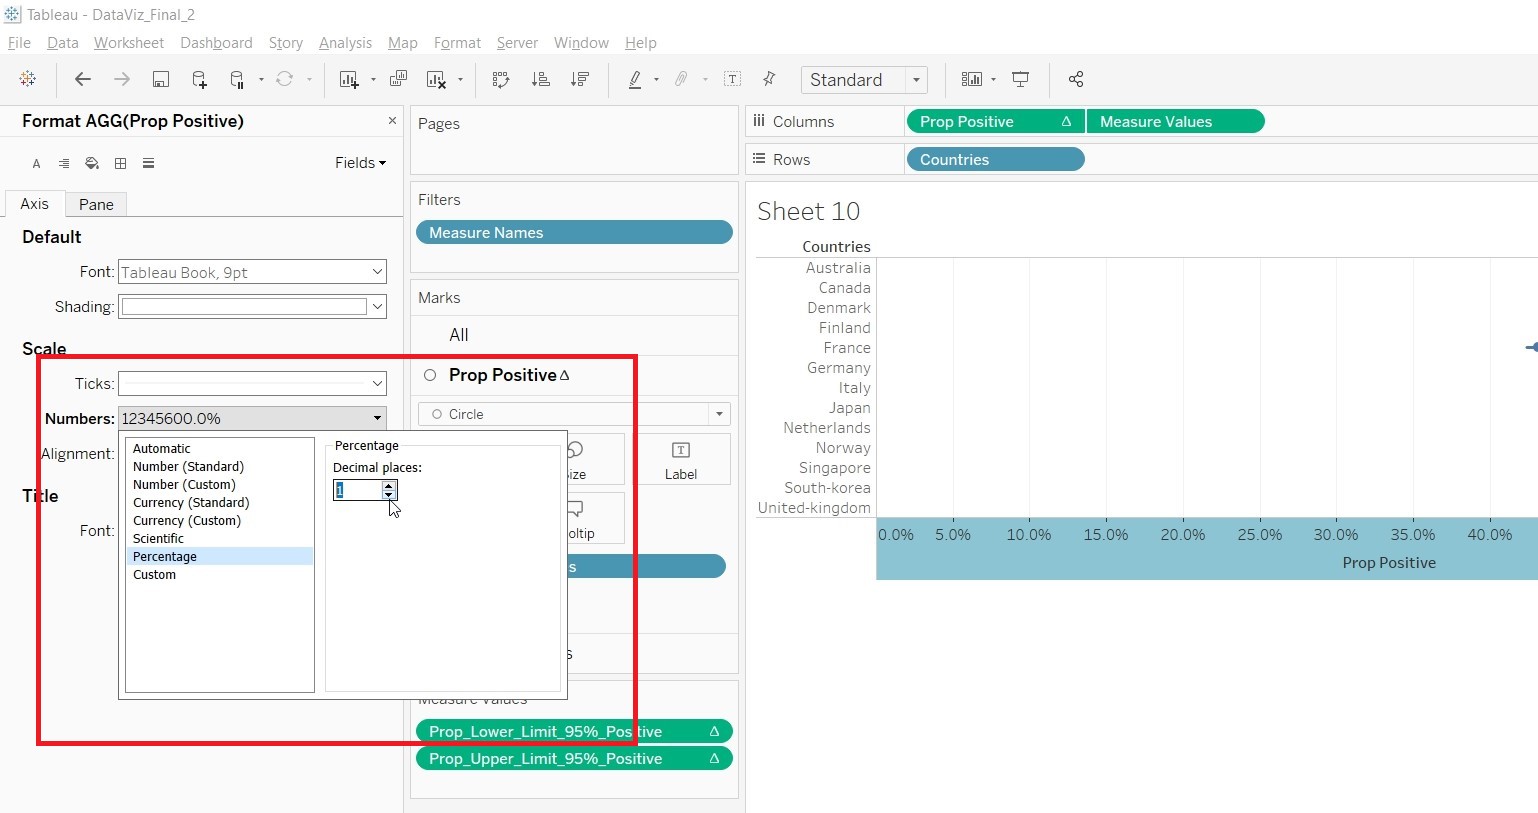 Tableau - DataViz_Final_2
File Data Worksheet Dashboard Story Analysis Map Format Server Window Help
Standard
Format AGG(Prop Positive)
Fields
Axis Pane
Default
Font: Tableau Book, 9pt
Shading:
Scale
Ticks:
Numbers: 12345600.0%
Alignment:
Title
Font:
Automatic
Number (Standard)
Number (Custom)
Currency (Standard)
Currency (Custom)
Scientific
Percentage
Custom
Percentage
Decimal places:
1
Pages
Filters
Measure Names
Marks
All
Prop Positive Δ
Circle
ize
Label
oltip
s
s
Measure Values
Prop_Lower_Limit_95%_Positive Δ
Prop_Upper_Limit_95%_Positive Δ
Columns
Prop Positive Δ
Measure Values
Rows
Countries
Sheet 10
Countries
Australia
Canada
Denmark
Finland
France
Germany
Italy
Japan
Netherlands
Norway
Singapore
South-korea
United-kingdom
0.0% 5.0% 10.0% 15.0% 20.0% 25.0% 30.0% 35.0% 40.0%
Prop Positive